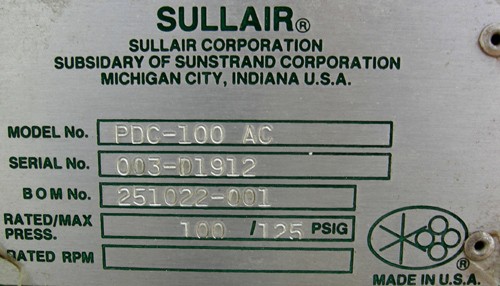 SULLAIR®
SULLAIR CORPORATION
SUBSIDARY OF SUNSTRAND CORPORATION
MICHIGAN CITY, INDIANA U.S.A.
MODEL No. PDC-100 AC
SERIAL No. 003-D1912
BOM No. 251022-001
RATED/MAX PRESS. 100 /125 PSIG
RATED RPM
®
MADE IN U.S.A.